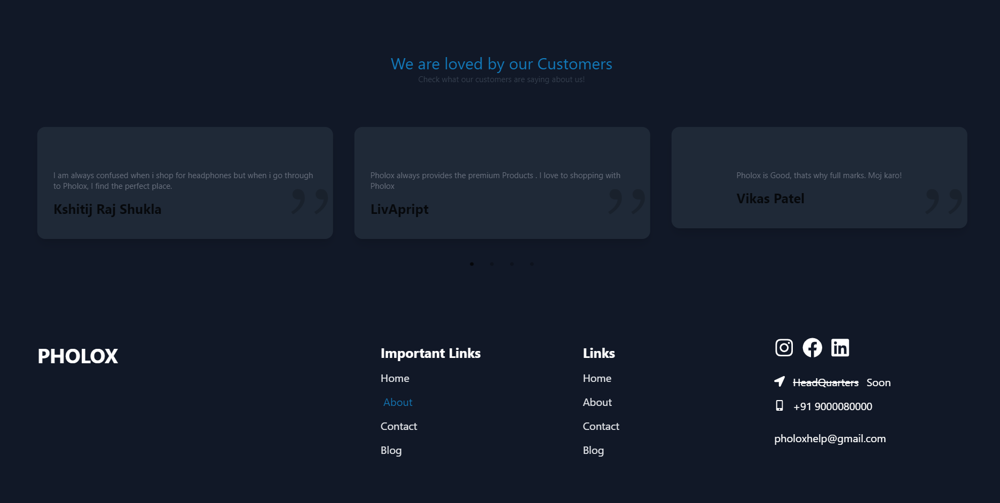 We are loved by our Customers
Check what our customers are saying about us!
I am always confused when i shop for headphones but when i go through
to Pholox, I find the perfect place.
Kshitij Raj Shukla
Pholox always provides the premium Products . I love to shopping with
Pholox
LivApript
Pholox is Good, thats why full marks. Moj karo!
Vikas Patel
PHOLOX
Important Links
Home
About
Contact
Blog
Links
Home
About
Contact
Blog
HeadQuarters Soon
+91 9000080000
pholoxhelp@gmail.com